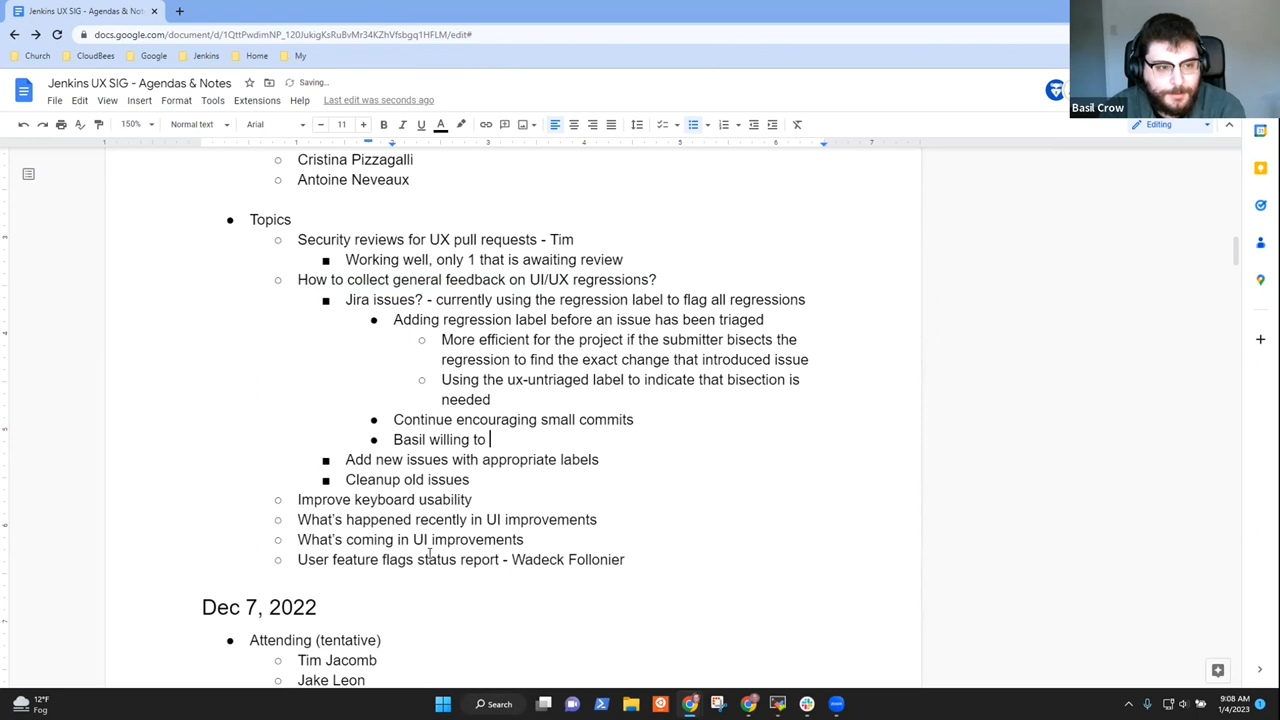 Jenkins UX SIG - Agendas & Not
docs.google.com/document/d/1QttPwdimNP_120JukigKsRuBvMr34KZhVfsbgq1HFLM/edit#
Church CloudBees Google Jenkins Home My
Basil Crow
Jenkins UX SIG - Agendas & Notes Saving...
File Edit View Insert Format Tools Extensions Help Last edit was seconds ago
150% Normal text Arial 11 Editing
1 3 4 5 6 7
Cristina Pizzagalli
Antoine Neveaux
Topics
Security reviews for UX pull requests - Tim
Working well, only 1 that is awaiting review
How to collect general feedback on UI/UX regressions?
Jira issues? - currently using the regression label to flag all regressions
Adding regression label before an issue has been triaged
More efficient for the project if the submitter bisects the
regression to find the exact change that introduced issue
Using the ux-untriaged label to indicate that bisection is
needed
Continue encouraging small commits
Basil willing to
Add new issues with appropriate labels
Cleanup old issues
Improve keyboard usability
What's happened recently in UI improvements
What's coming in UI improvements
User feature flags status report - Wadeck Follonier
Dec 7, 2022
Attending (tentative)
Tim Jacomb
Jake Leon
12°F
Fog
Search
9:08 AM
1/4/2023